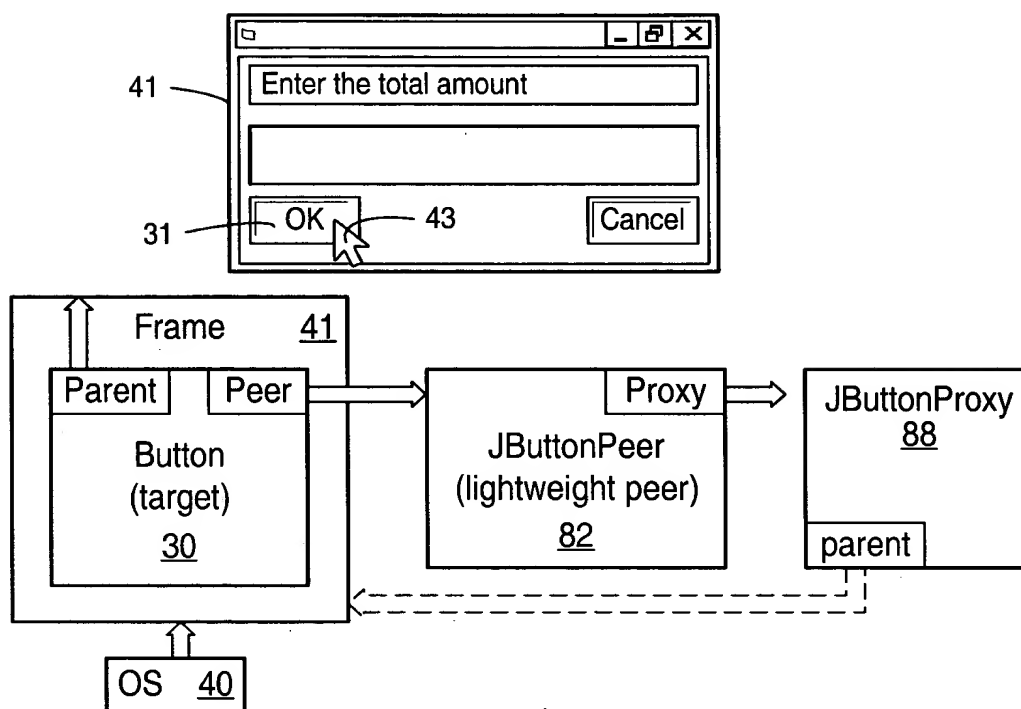 41
Enter the total amount
OK
43
Cancel
31
Frame 41
Parent
Peer
Button
(target)
30
Proxy
JButtonPeer
(lightweight peer)
82
JButtonProxy
88
parent
OS 40